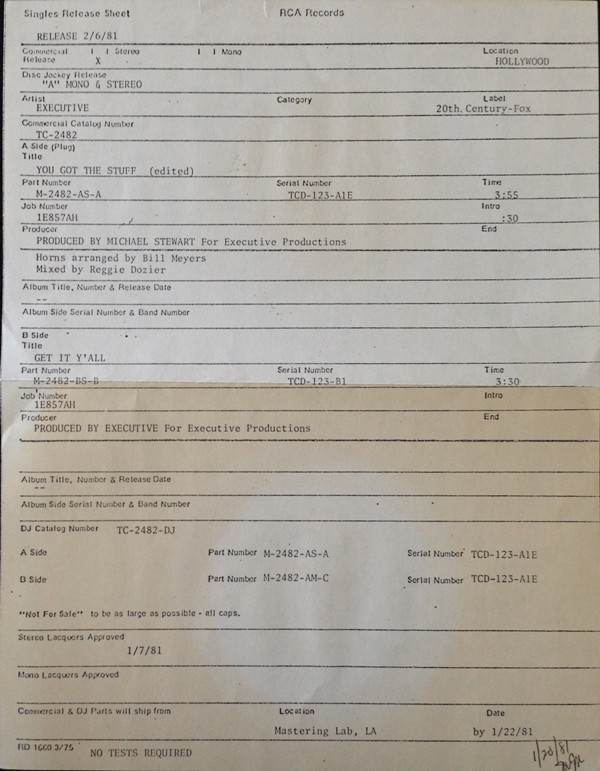 Singles Release Sheet RCA Records
RELEASE 2/6/81
Commercial Release X | | Stereo | | Mono Location
HOLLYWOOD
Disc Jockey Release
"A" MONO & STEREO
Artist Category Label
EXECUTIVE 20th. Century-Fox
Commercial Catalog Number
TC-2482
A Side (Plug)
Title
YOU GOT THE STUFF (edited)
Part Number Serial Number Time
M-2482-AS-A TCD-123-A1E 3:55
Job Number Intro
1E857AH :30
Producer End
PRODUCED BY MICHAEL STEWART For Executive Productions
Horns arranged by Bill Meyers
Mixed by Reggie Dozier
Album Title, Number & Release Date
--
Album Side Serial Number & Band Number
B Side
Title
GET IT Y'ALL
Part Number Serial Number Time
M-2482-BS-B TCD-123-B1 3:30
Job Number Intro
1E857AH
Producer End
PRODUCED BY EXECUTIVE For Executive Productions
Album Title, Number & Release Date
--
Album Side Serial Number & Band Number
DJ Catalog Number TC-2482-DJ
A Side Part Number M-2482-AS-A Serial Number TCD-123-A1E
B Side Part Number M-2482-AM-C Serial Number TCD-123-A1E
"Not For Sale" to be as large as possible - all caps.
Stereo Lacquers Approved
1/7/81
Mono Lacquers Approved
Commercial & DJ Parts will ship from Location Date
Mastering Lab, LA by 1/22/81
RD 1600 3/75 NO TESTS REQUIRED
1/20/81